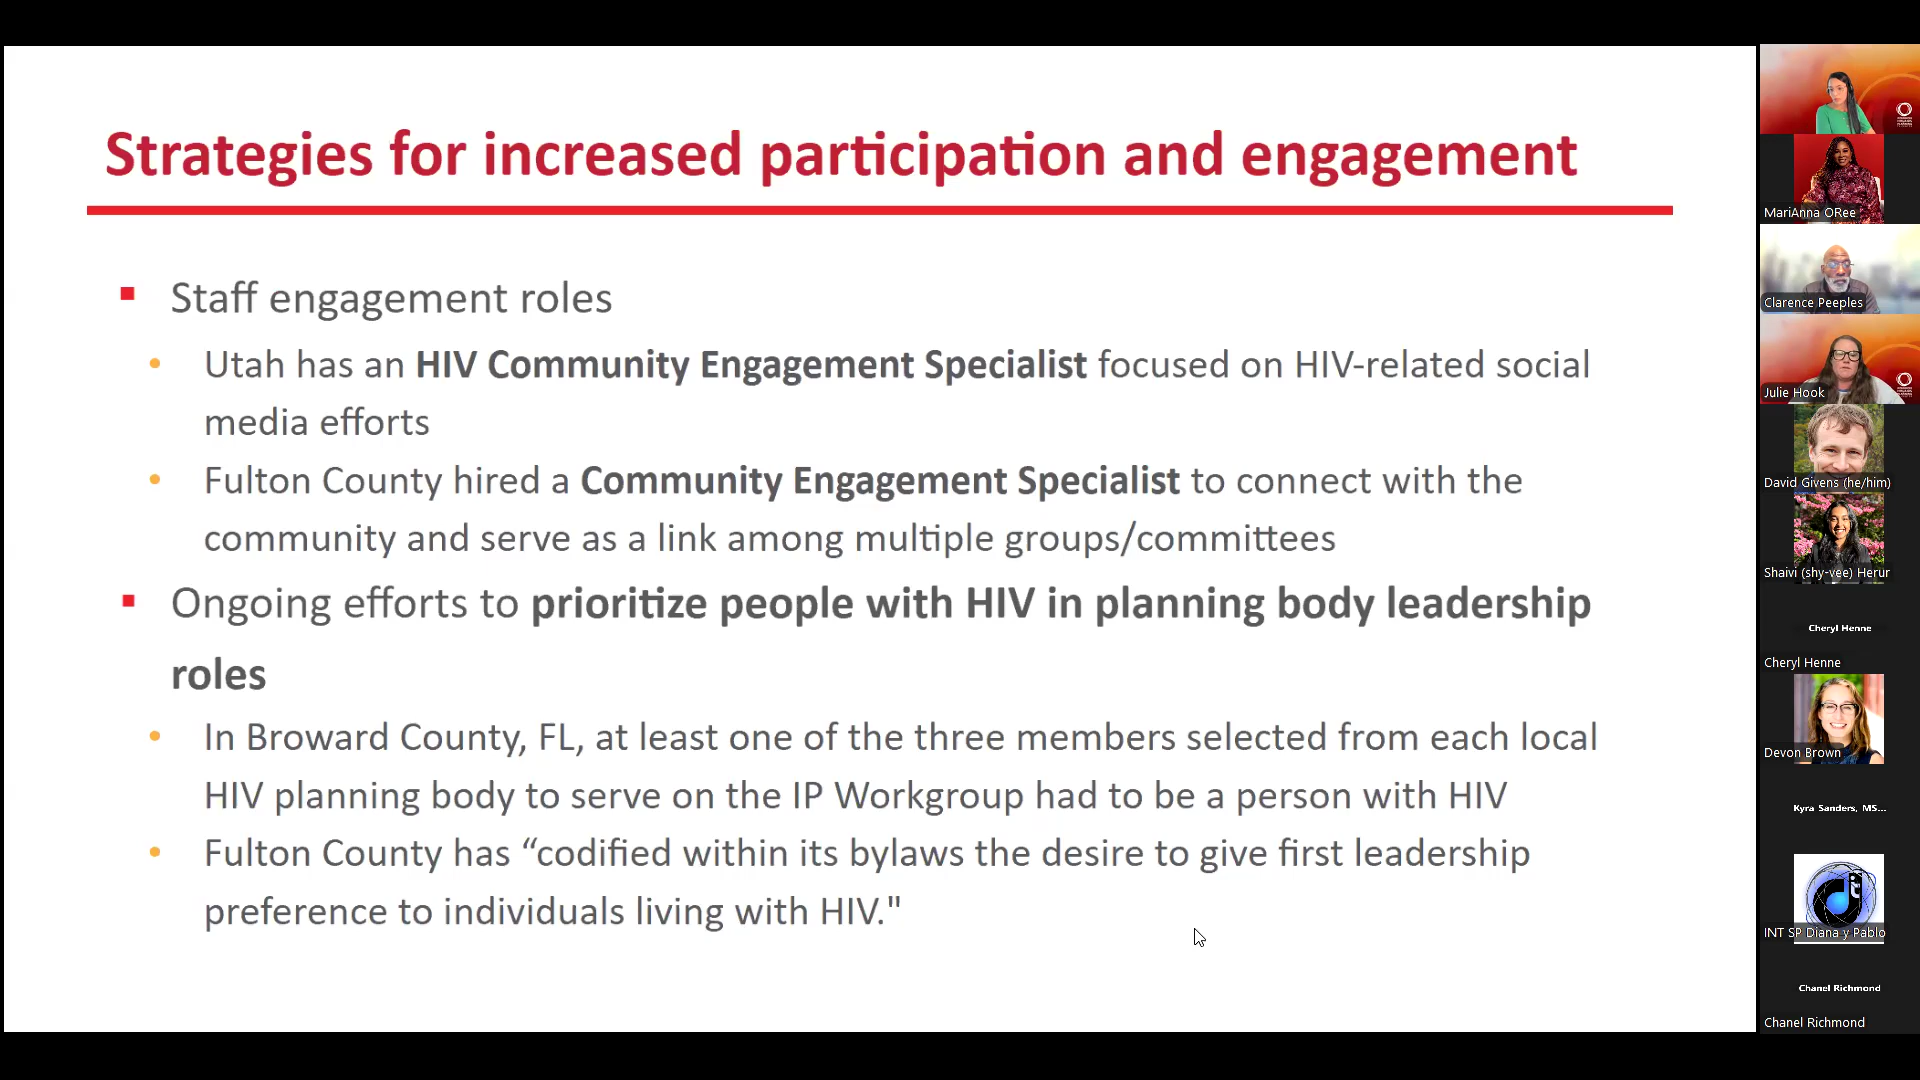 Strategies for increased participation and engagement
Staff engagement roles
Utah has an HIV Community Engagement Specialist focused on HIV-related social
media efforts
Fulton County hired a Community Engagement Specialist to connect with the
community and serve as a link among multiple groups/committees
Ongoing efforts to prioritize people with HIV in planning body leadership
roles
In Broward County, FL, at least one of the three members selected from each local
HIV planning body to serve on the IP Workgroup had to be a person with HIV
Fulton County has “codified within its bylaws the desire to give first leadership
preference to individuals living with HIV."
MariAnna ORee
Clarence Peeples
Julie Hook
David Givens (he/him)
Shaivi (shy-vee) Herur
Cheryl Henne
Cheryl Henne
Devon Brown
Kyra Sanders, MS...
INT SP Diana y Pablo
Chanel Richmond
Chanel Richmond